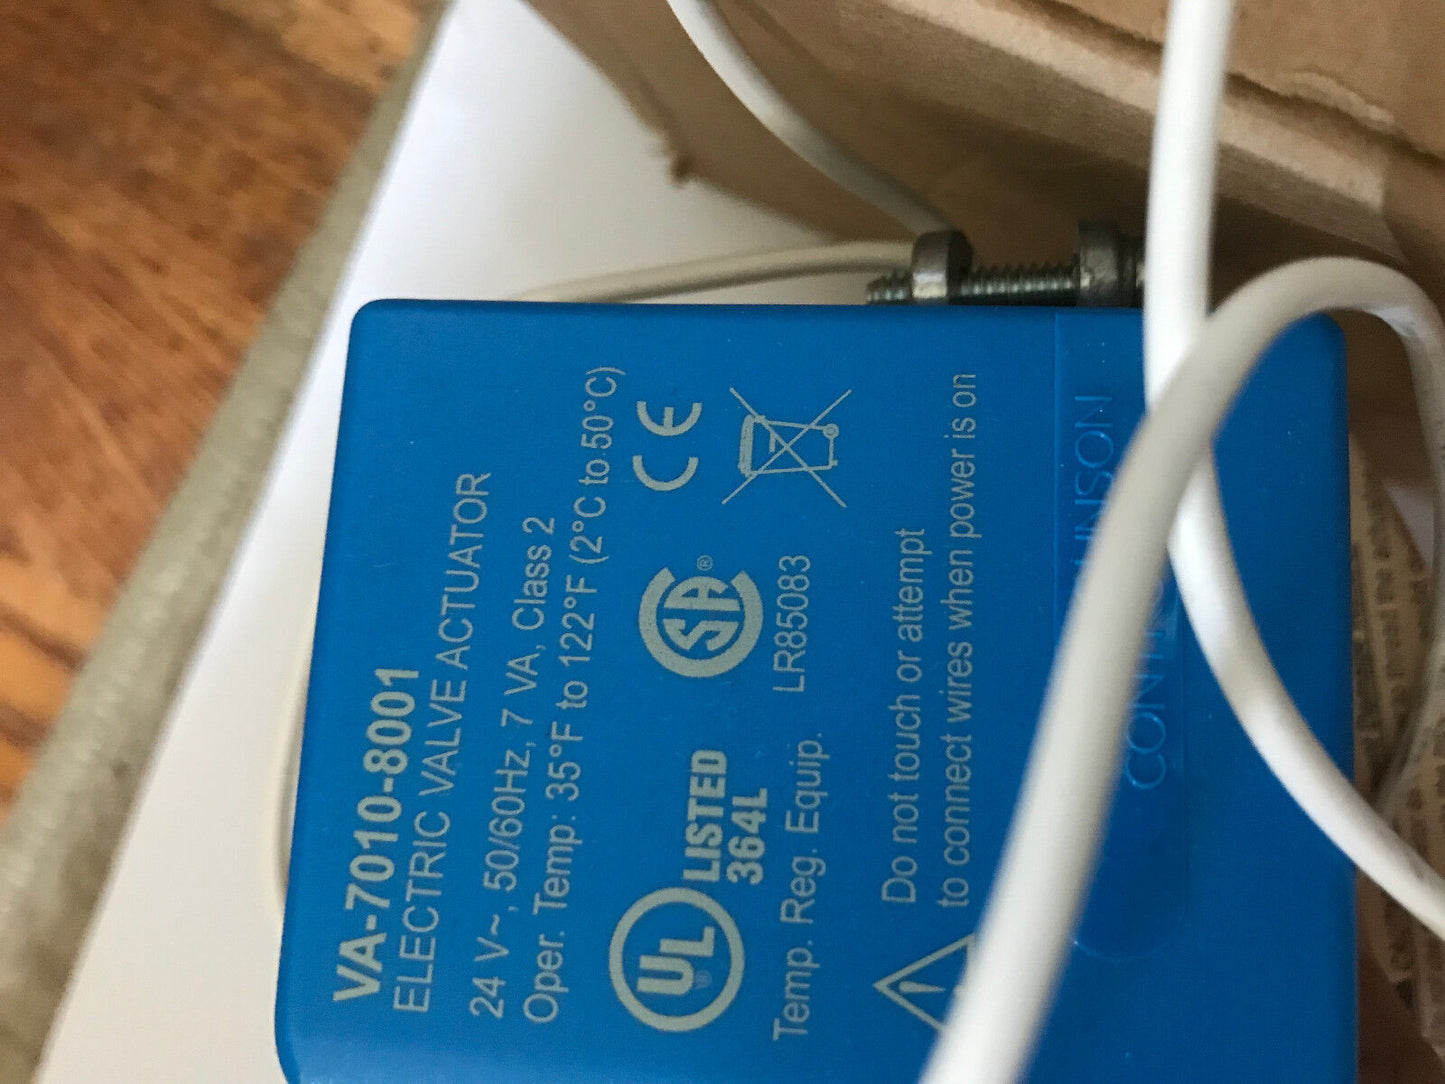 VA-7010-8001
ELECTRIC VALVE ACTUATOR
24 V~, 50/60Hz, 7 VA, Class 2
Oper. Temp: 35°F to 122°F (2°C to 50°C)
UL ®
LISTED
364L
SA ®
CE
Temp. Reg. Equip. LR85083
Do not touch or attempt
to connect wires when power is on